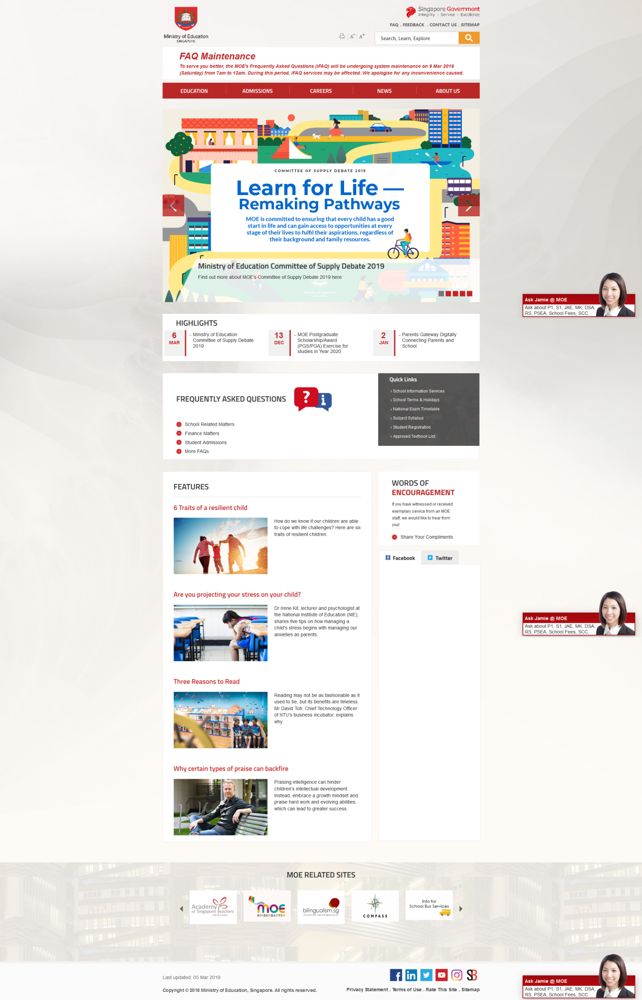 Ministry of Education
SINGAPORE
Singapore Government
Integrity · Service · Excellence
FAQ . FEEDBACK . CONTACT US . SITEMAP
A- A+
Search, Learn, Explore
FAQ Maintenance
To serve you better, the MOE's Frequently Asked Questions (iFAQ) will be undergoing system maintenance on 9 Mar 2019
(Saturday) from 7am to 12am. During this period, iFAQ services may be affected. We apologise for any inconvenience caused.
EDUCATION ADMISSIONS CAREERS NEWS ABOUT US
COMMITTEE OF SUPPLY DEBATE 2019
Learn for Life —
Remaking Pathways
MOE is committed to ensuring that every child has a good
start in life and can gain access to opportunities at every
stage of their lives to fulfil their aspirations, regardless of
their background and family resources.
Ministry of Education Committee of Supply Debate 2019
Find out more about MOE's Committee of Supply Debate 2019 here
Ministry of Education
Ask Jamie @ MOE
Ask about P1, S1, JAE, MK, DSA,
RS, PSEA, School Fees, SCC
HIGHLIGHTS
6
MAR
- Ministry of Education
Committee of Supply Debate
2019
13
DEC
- MOE Postgraduate
Scholarship/Award
(PGS/PGA) Exercise for
studies in Year 2020
2
JAN
- Parents Gateway Digitally
Connecting Parents and
School
FREQUENTLY ASKED QUESTIONS
? i
School Related Matters
Finance Matters
Student Admissions
More FAQs
Quick Links
› School Information Services
› School Terms & Holidays
› National Exam Timetable
› Subject Syllabus
› Student Registration
› Approved Textbook List
FEATURES
6 Traits of a resilient child
How do we know if our children are able
to cope with life challenges? Here are six
traits of resilient children.
Are you projecting your stress on your child?
Dr Irene Kit, lecturer and psychologist at
the National Institute of Education (NIE),
shares five tips on how managing a
child's stress begins with managing our
anxieties as parents.
Three Reasons to Read
Reading may not be as fashionable as it
used to be, but its benefits are timeless.
Mr David Toh, Chief Technology Officer
of NTU's business incubator, explains
why.
Why certain types of praise can backfire
Praising intelligence can hinder
children's intellectual development.
Instead, embrace a growth mindset and
praise hard work and evolving abilities,
which can lead to greater success.
WORDS OF
ENCOURAGEMENT
If you have witnessed or received
exemplary service from an MOE
staff, we would like to hear from
you!
Share Your Compliments
Facebook Twitter
Ask Jamie @ MOE
Ask about P1, S1, JAE, MK, DSA,
RS, PSEA, School Fees, SCC
MOE RELATED SITES
Academy
of Singapore Teachers
moe
KINDERGARTEN
bilingualism.sg
COMPASS
Info for
School Bus Services
Last updated: 05 Mar 2019
Copyright © 2018 Ministry of Education, Singapore. All rights reserved.
Privacy Statement . Terms of Use . Rate This Site . Sitemap
Ask Jamie @ MOE
Ask about P1, S1, JAE, MK, DSA,
RS, PSEA, School Fees, SCC